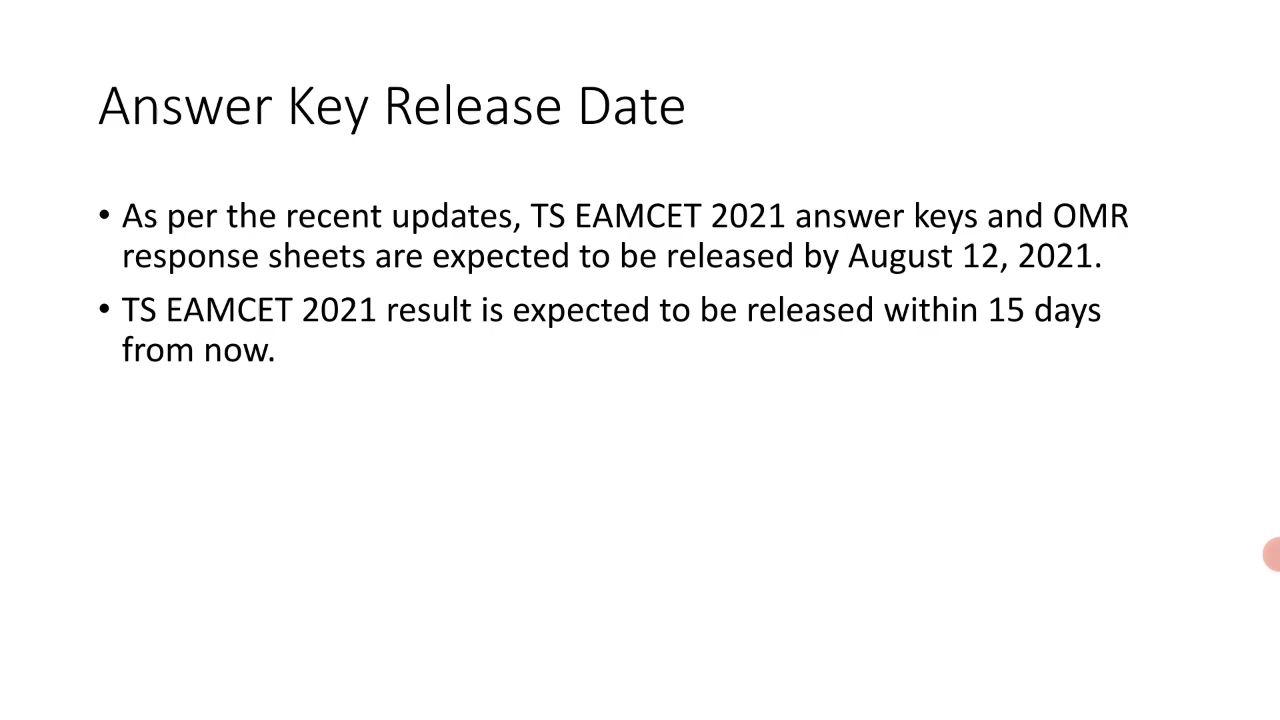 Answer Key Release Date
• As per the recent updates, TS EAMCET 2021 answer keys and OMR
response sheets are expected to be released by August 12, 2021.
• TS EAMCET 2021 result is expected to be released within 15 days
from now.